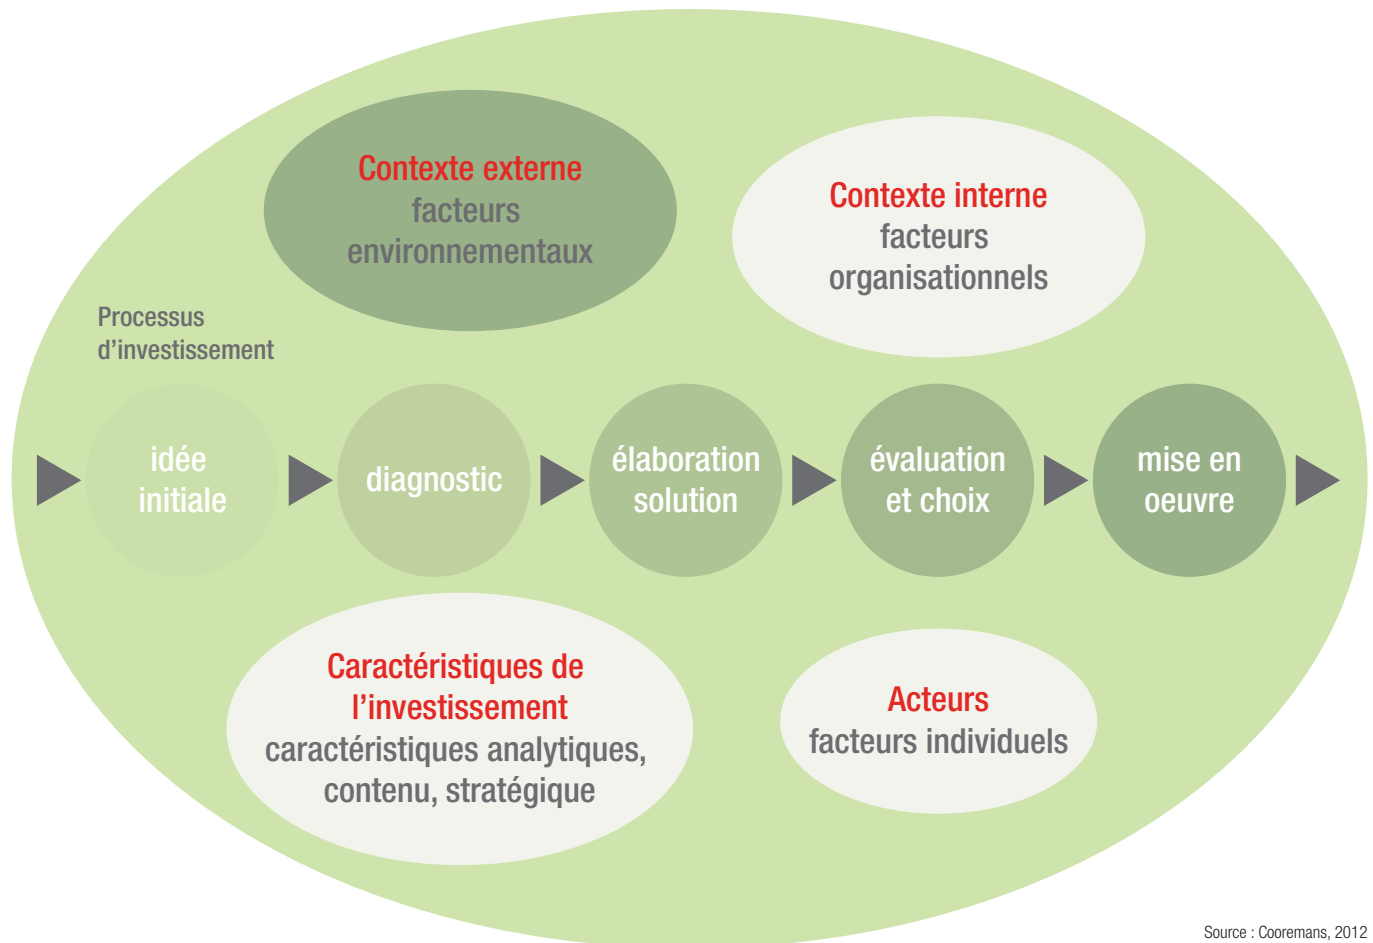 Contexte externe
facteurs
environnementaux
Contexte interne
facteurs
organisationnels
Processus
d’investissement
idée
initiale
diagnostic
élaboration
solution
évaluation
et choix
mise en
oeuvre
Caractéristiques de
l’investissement
caractéristiques analytiques,
contenu, stratégique
Acteurs
facteurs individuels
Source : Cooremans, 2012